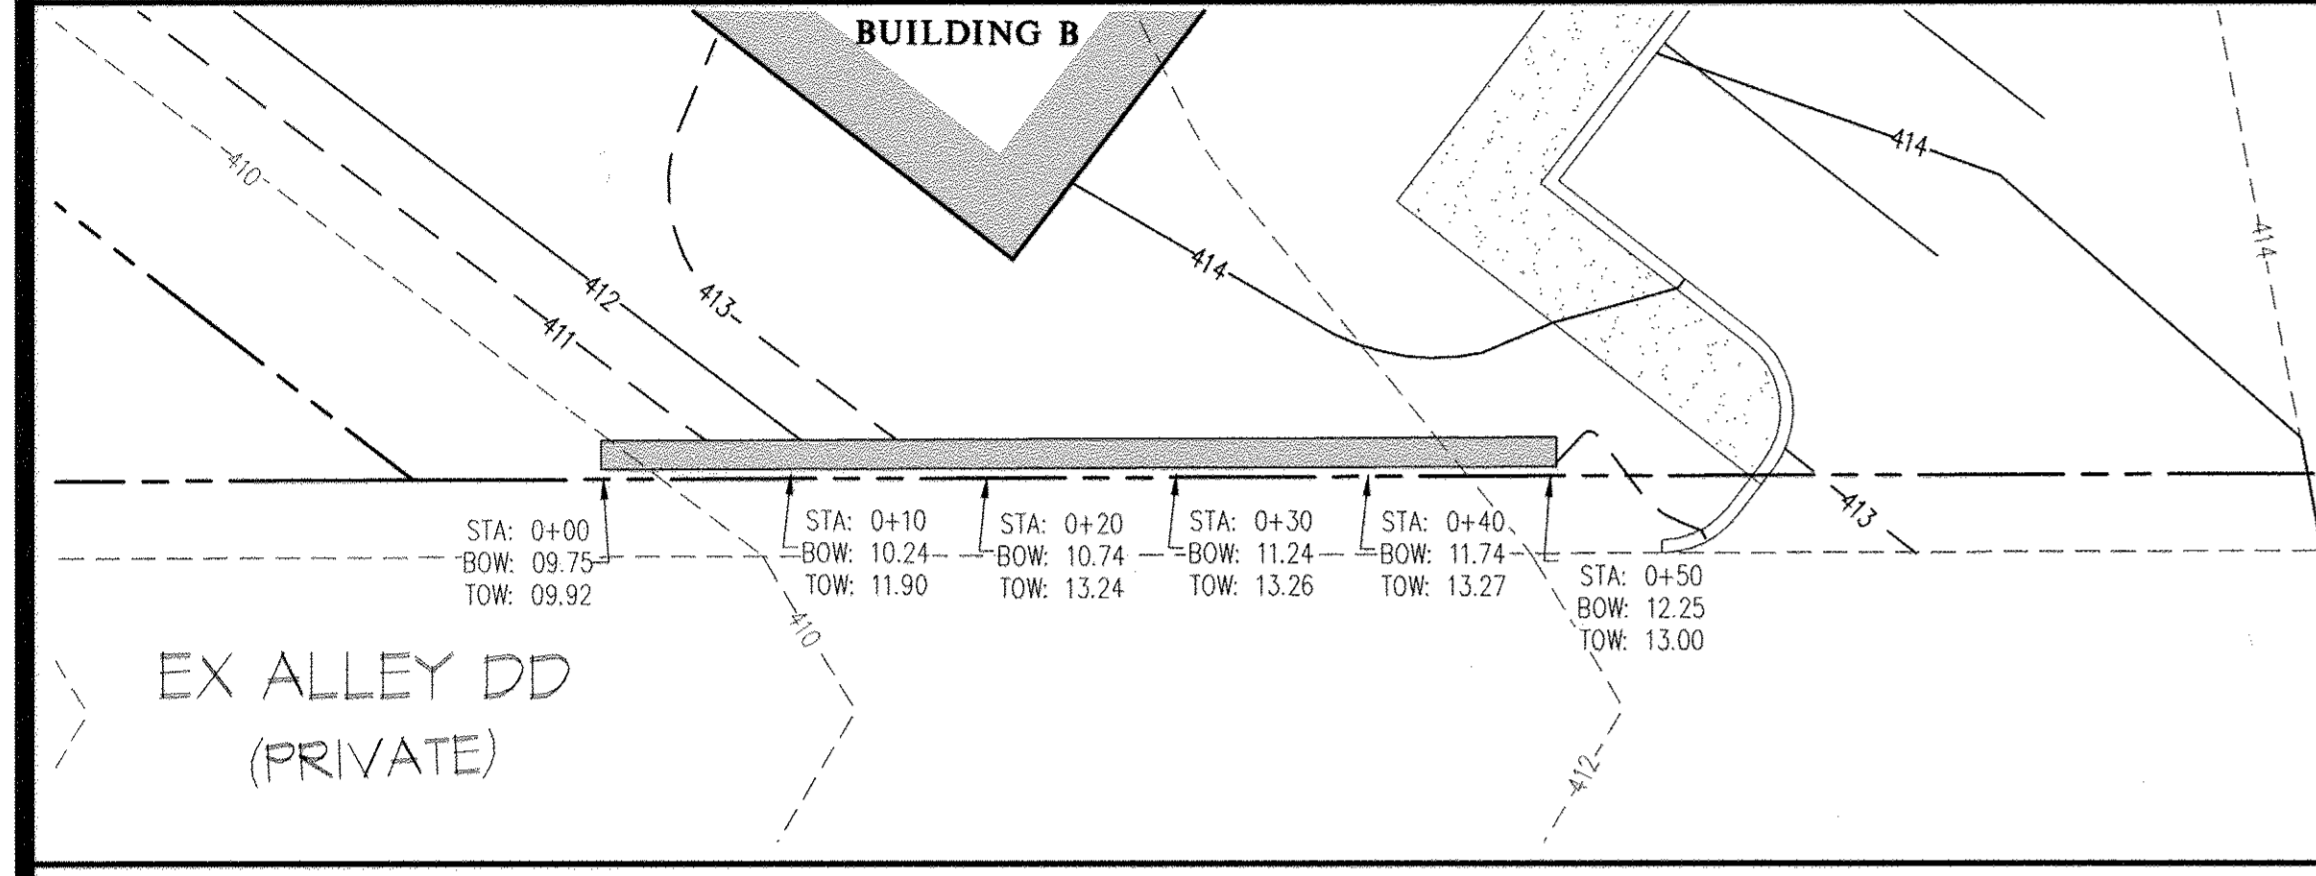 BUILDING B
410
414
414
414
412
413
411
STA: 0+00
BOW: 09.75
TOW: 09.92
STA: 0+10
BOW: 10.24
TOW: 11.90
STA: 0+20
BOW: 10.74
TOW: 13.24
STA: 0+30
BOW: 11.24
TOW: 13.26
STA: 0+40
BOW: 11.74
TOW: 13.27
STA: 0+50
BOW: 12.25
TOW: 13.00
413
410
412
EX ALLEY DD
(PRIVATE)